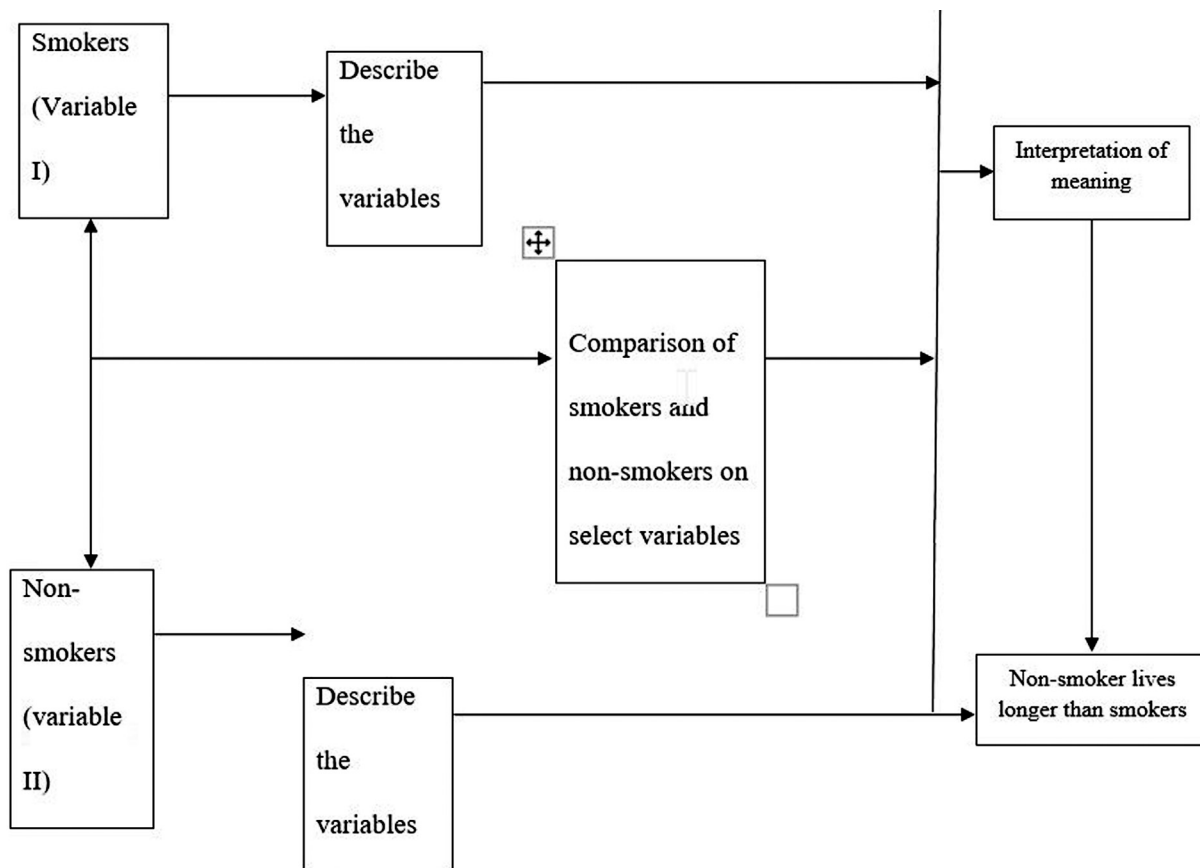 Smokers
(Variable
I)
Describe
the
variables
Interpretation of
meaning
Comparison of
smokers and
non-smokers on
select variables
Non-
smokers
(variable
II)
Describe
the
variables
Non-smoker lives
longer than smokers